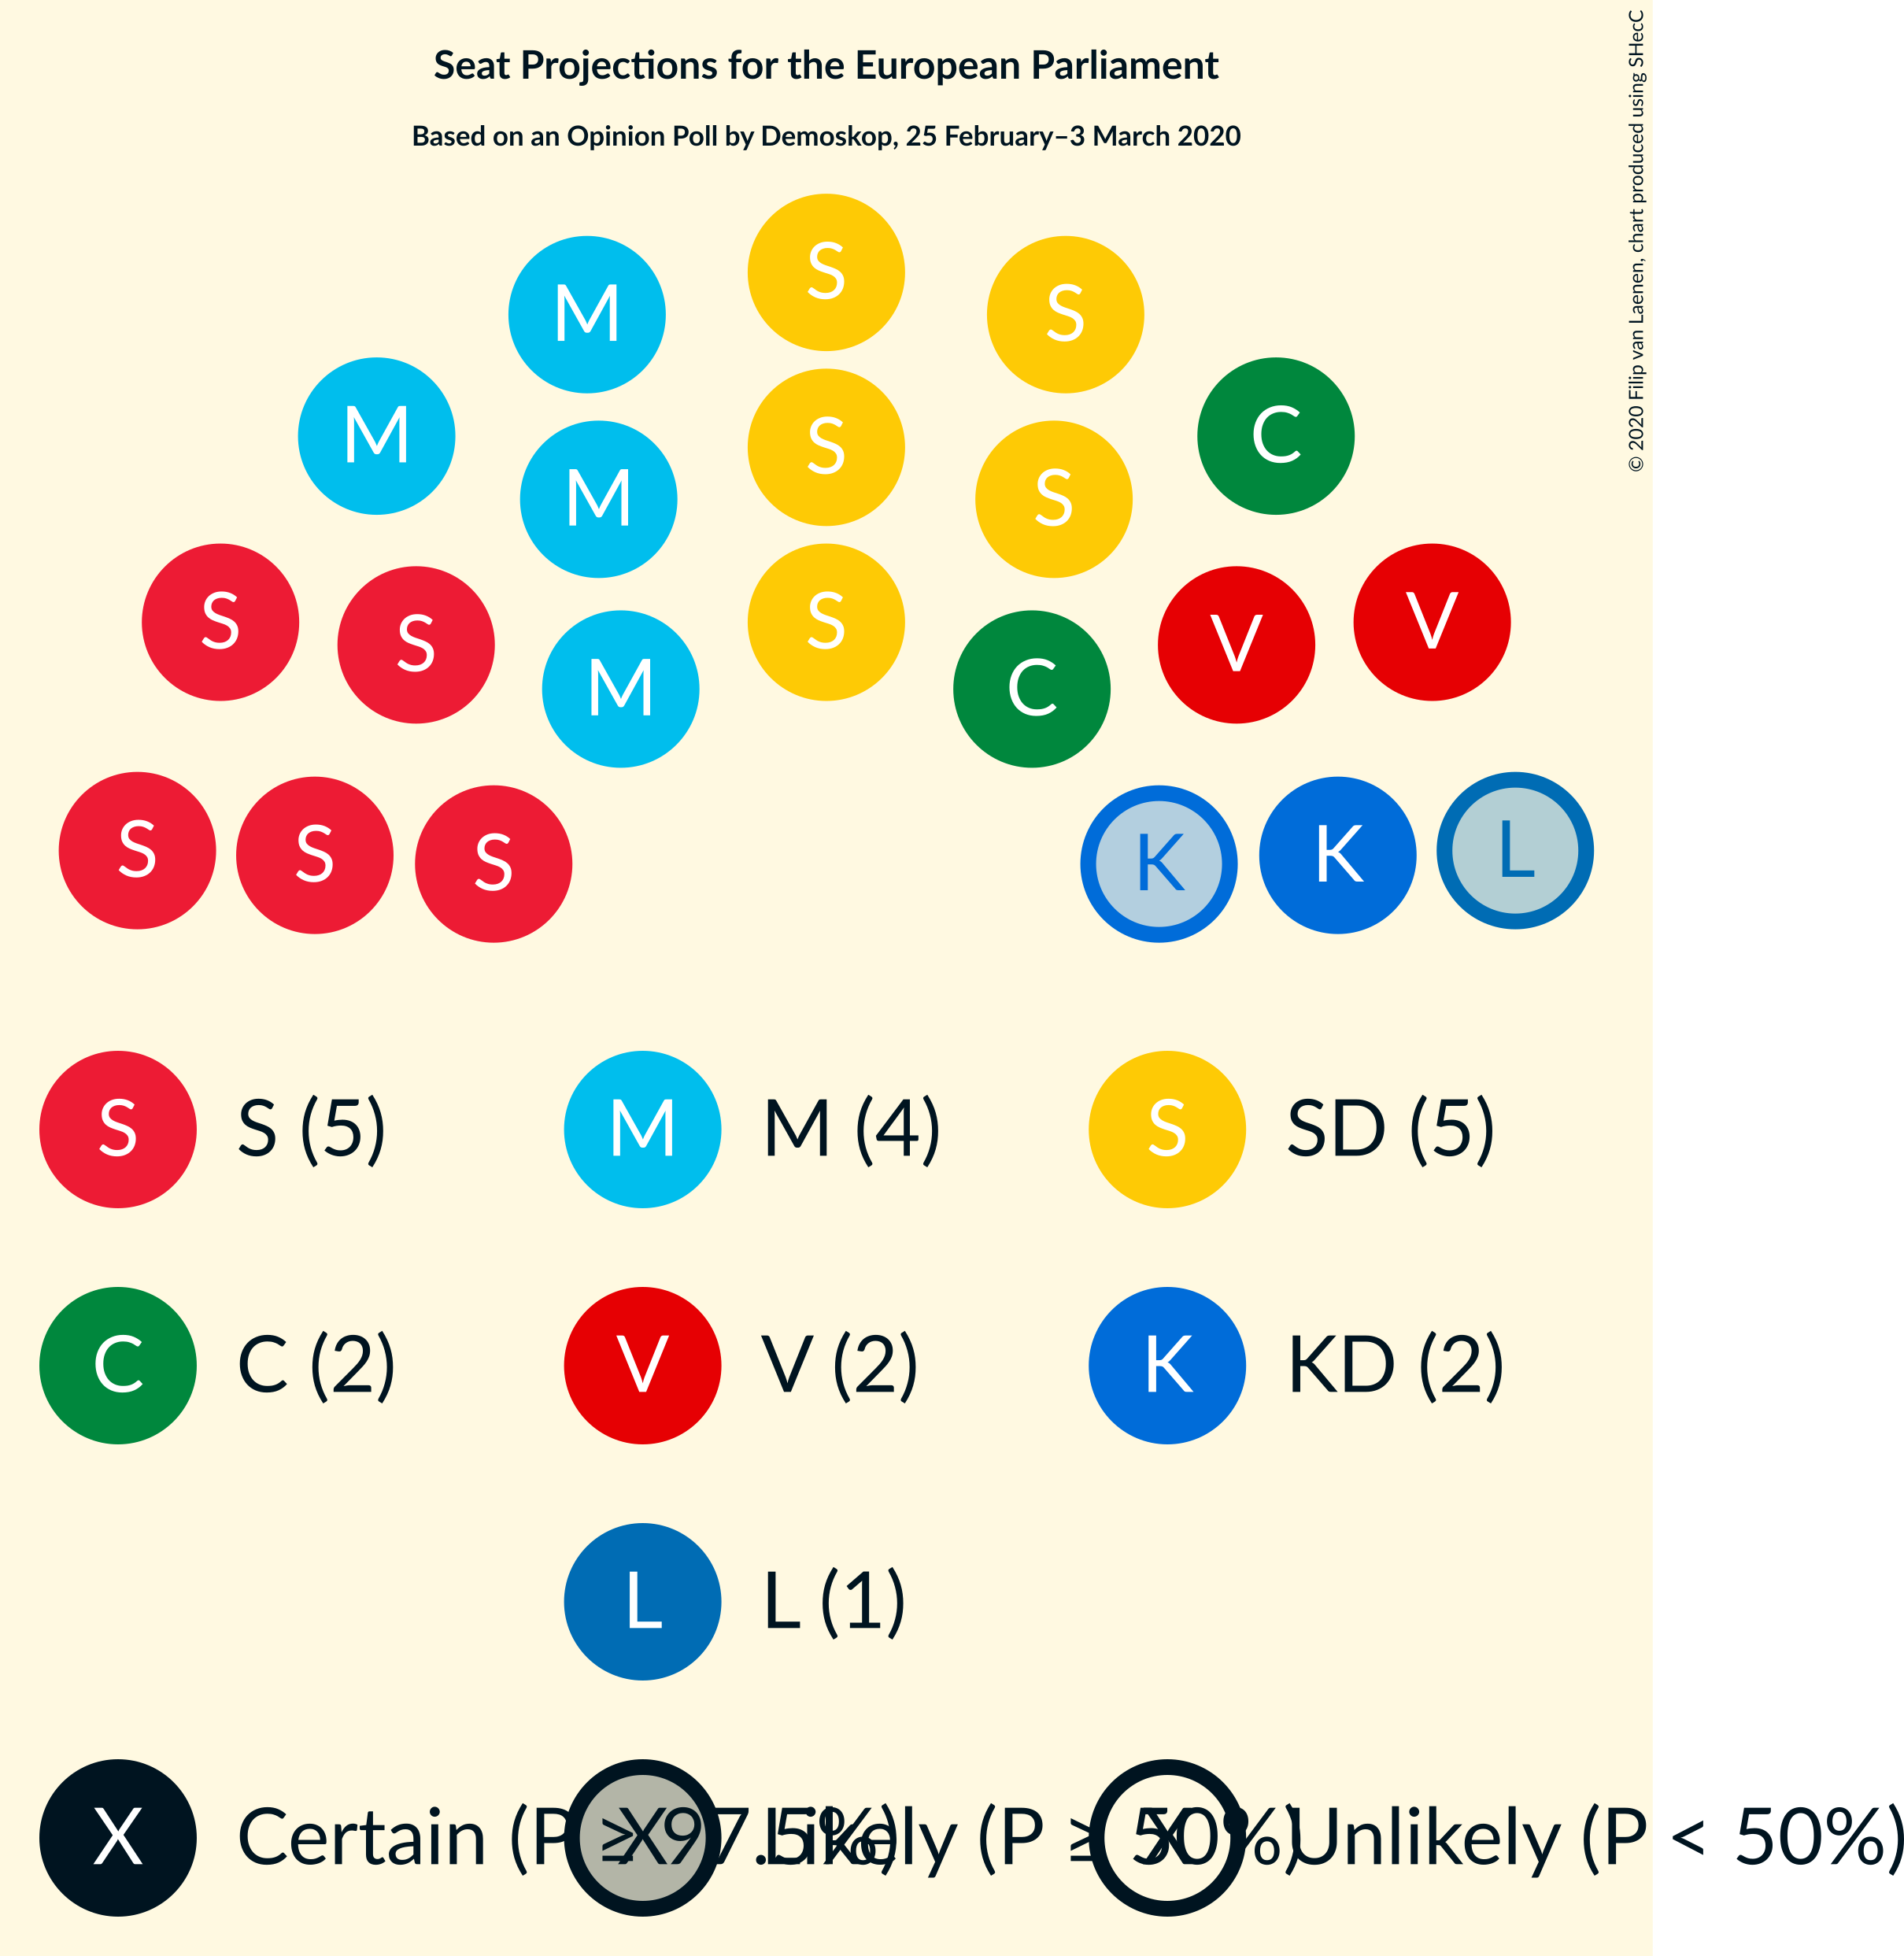 Seat Projections for the European Parliament
Based on an Opinion Poll by Demoskop, 25 February–3 March 2020
© 2020 Filip van Laenen, chart produced using SHecC
S
M S
M C
S
M S
S V
S S V
M C
S S S K K L
S S (5) M M (4) S SD (5)
C C (2) V V (2) K KD (2)
L L (1)
X Certain (P ≥ 97.5%) X Likely (P ≥ 50%) X Unlikely (P < 50%)